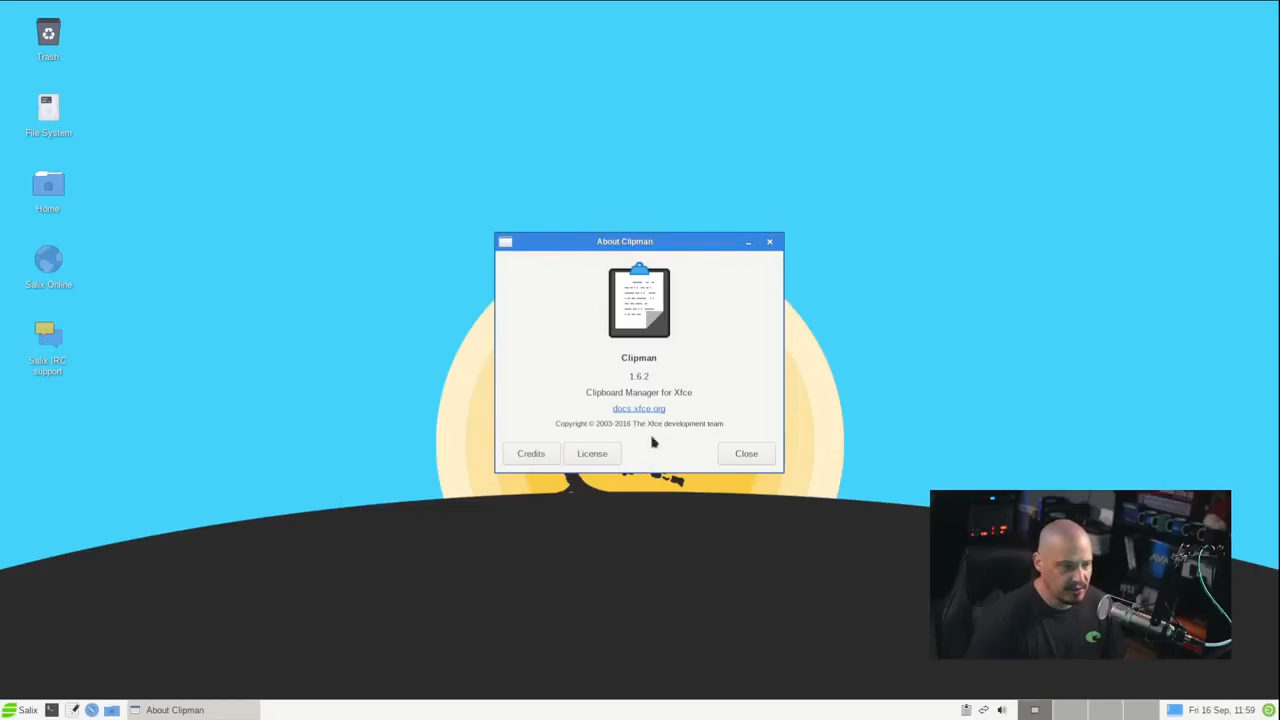 Trash
File System
Home
Salix Online
Salix IRC
support
About Clipman
Clipman
1.6.2
Clipboard Manager for Xfce
docs.xfce.org
Copyright © 2003-2016 The Xfce development team
Credits
License
Close
Salix
About Clipman
Fri 16 Sep, 11:59